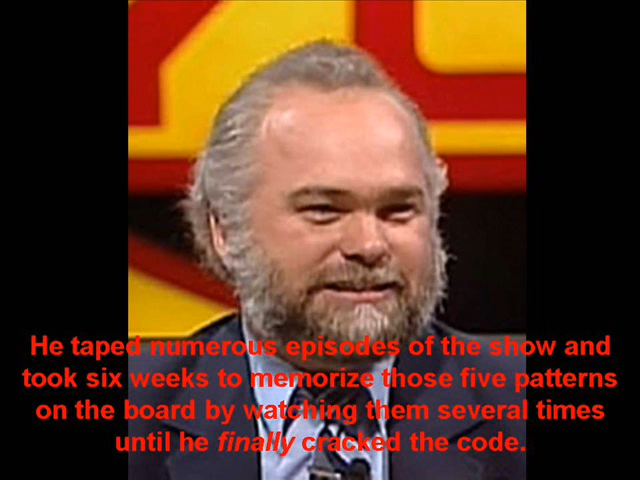 He taped numerous episodes of the show and
took six weeks to memorize those five patterns
on the board by watching them several times
until he finally cracked the code.